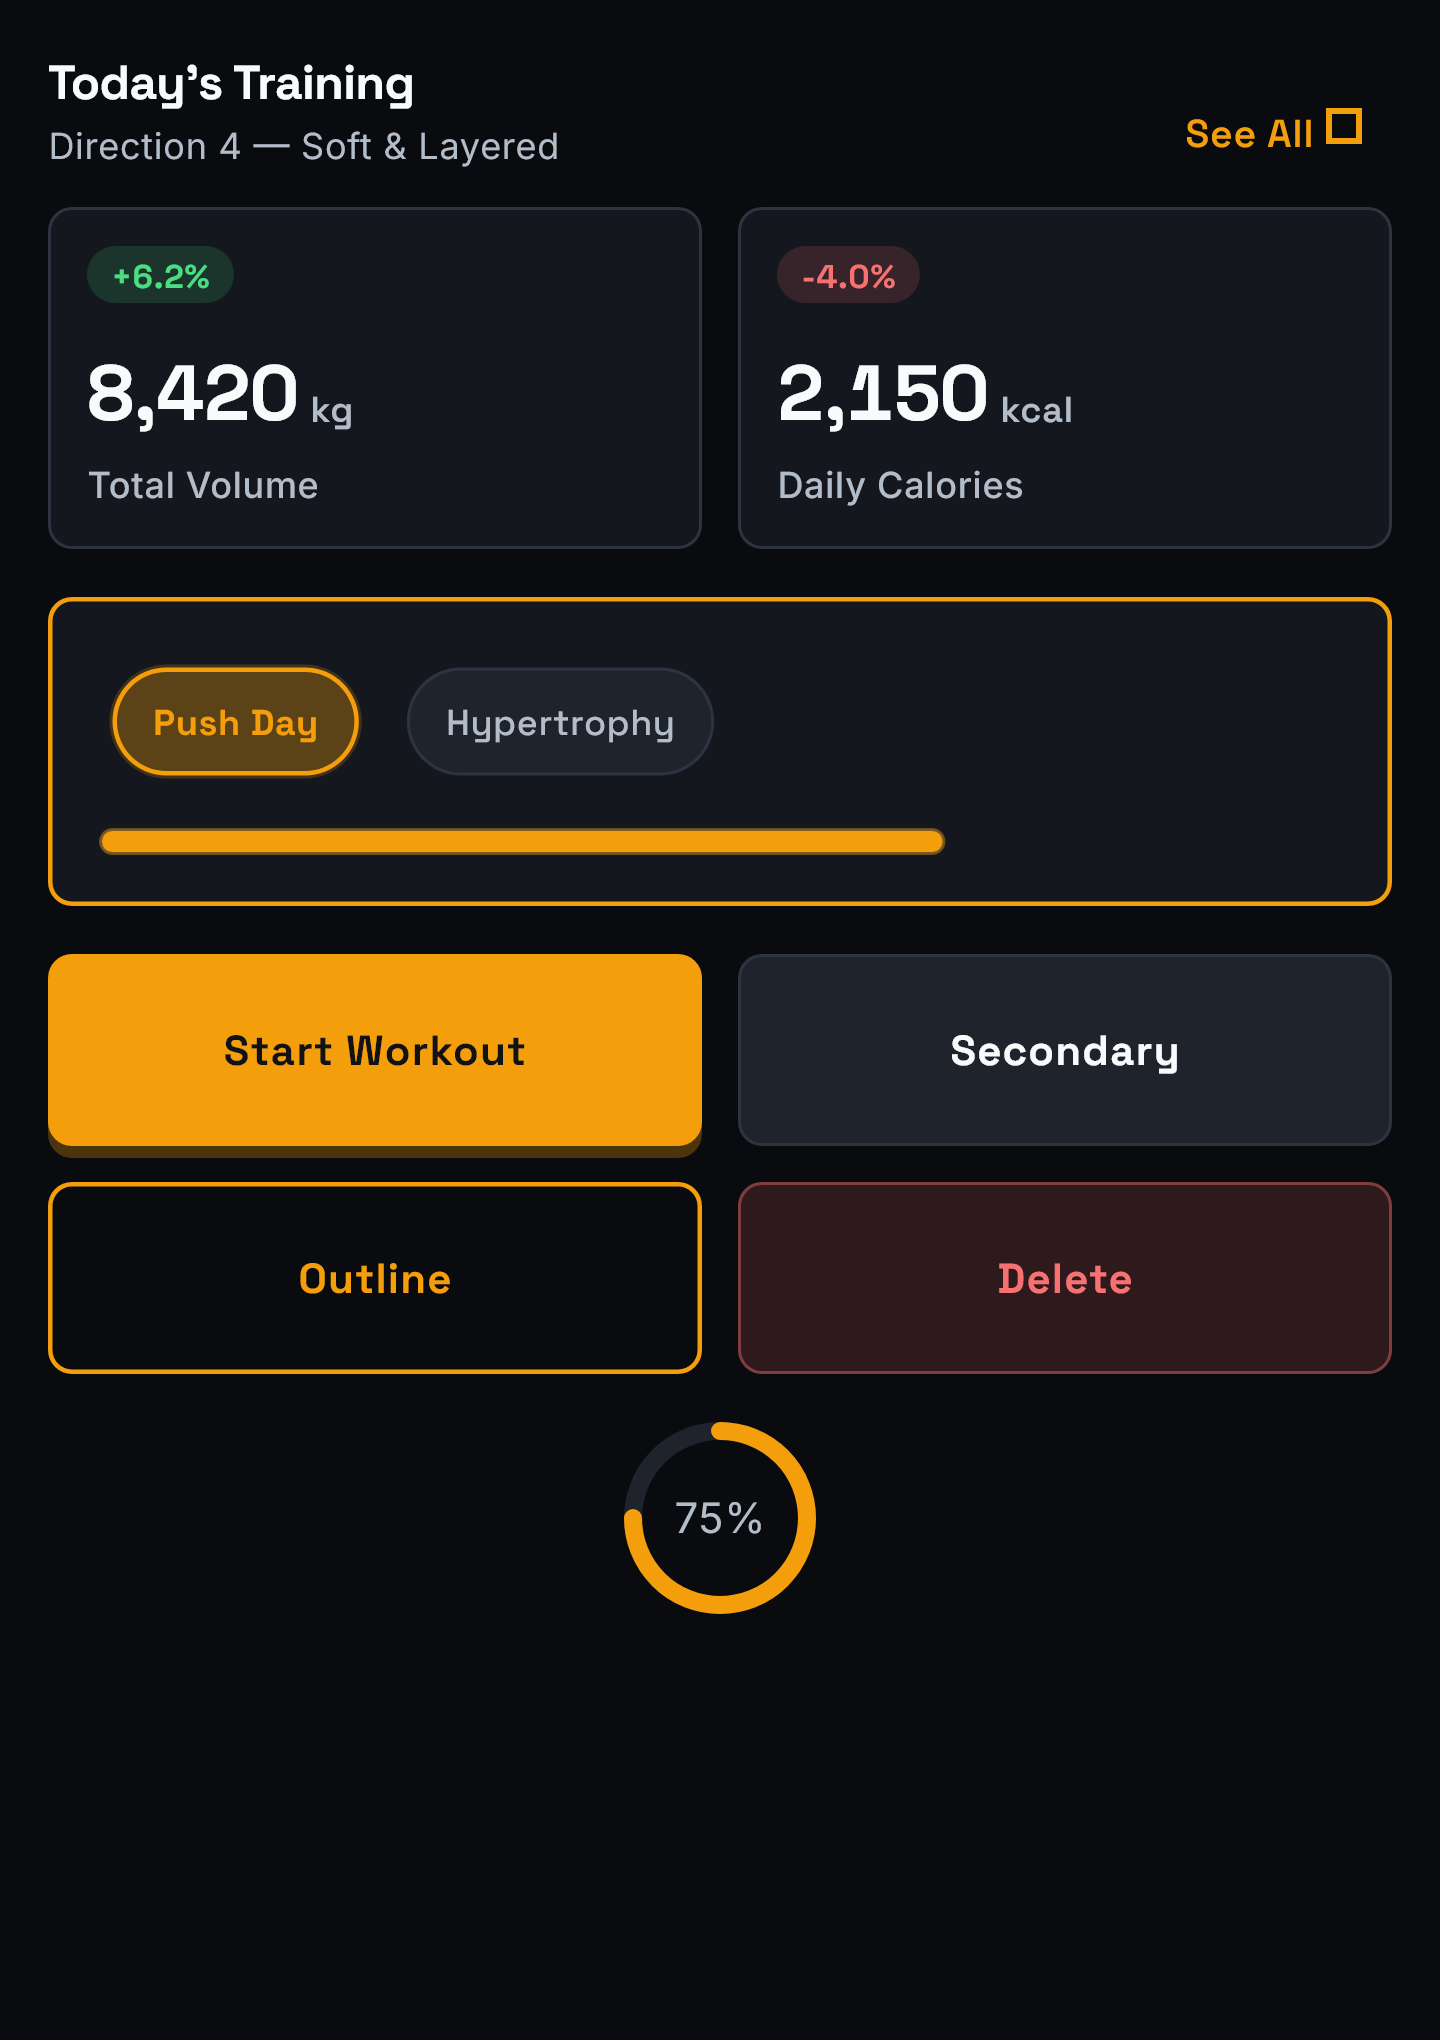 Today’s Training
Direction 4 — Soft & Layered
See All
+6.2%
8,420 kg
Total Volume
-4.0%
2,150 kcal
Daily Calories
Push Day
Hypertrophy
Start Workout
Secondary
Outline
Delete
75%